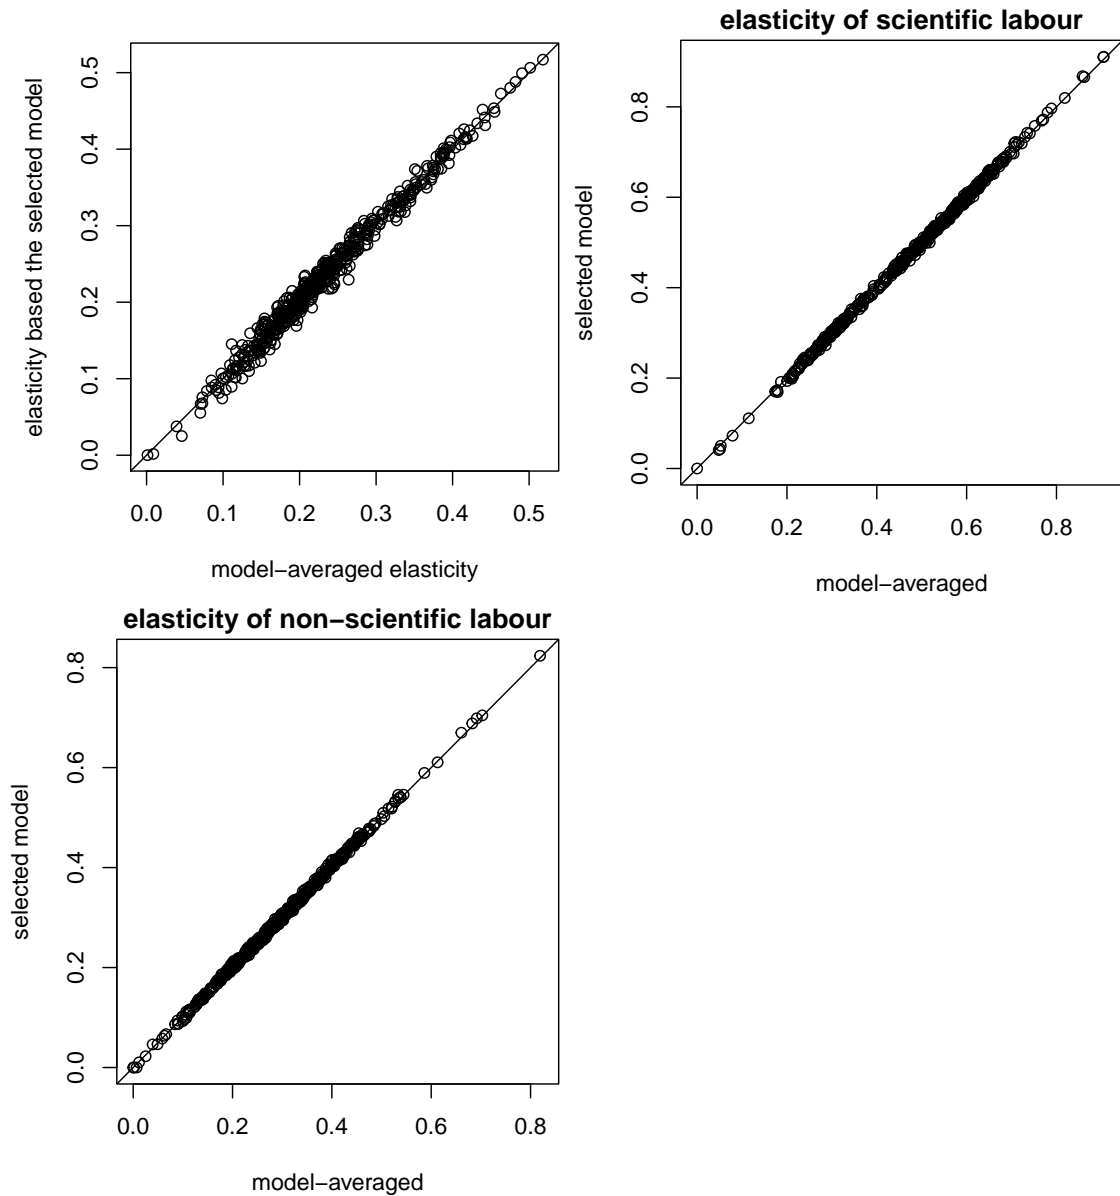 elasticity based the selected model
0.0 0.1 0.2 0.3 0.4 0.5
0.0 0.1 0.2 0.3 0.4 0.5
model−averaged elasticity
elasticity of scientific labour
selected model
0.0 0.2 0.4 0.6 0.8
0.0 0.2 0.4 0.6 0.8
model−averaged
elasticity of non−scientific labour
selected model
0.0 0.2 0.4 0.6 0.8
0.0 0.2 0.4 0.6 0.8
model−averaged